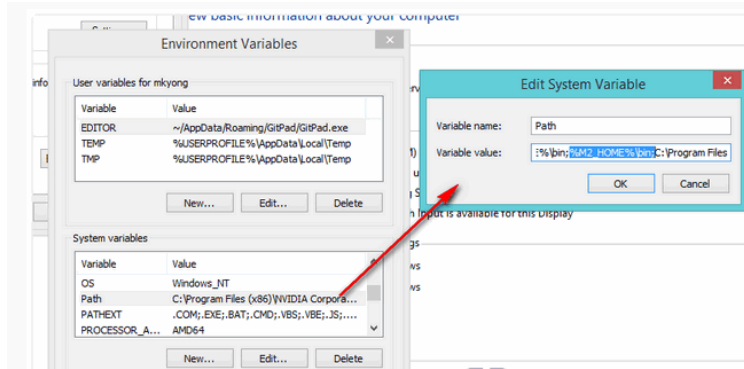 ew basic information about your computer
Environment Variables
info
User variables for mkyong
Variable Value
EDITOR ~/AppData/Roaming/GitPad/GitPad.exe
TEMP %USERPROFILE%\AppData\Local\Temp
TMP %USERPROFILE%\AppData\Local\Temp
New... Edit... Delete
System variables
Variable Value
OS Windows_NT
Path C:\Program Files (x86)\NVIDIA Corpora...
PATHEXT .COM;.EXE;.BAT;.CMD;.VBS;.VBE;.JS;....
PROCESSOR_A... AMD64
New... Edit... Delete
Edit System Variable
Variable name: Path
Variable value: %\bin;%M2_HOME%\bin;C:\Program Files
OK Cancel
Input is available for this Display
gs
ws
ws